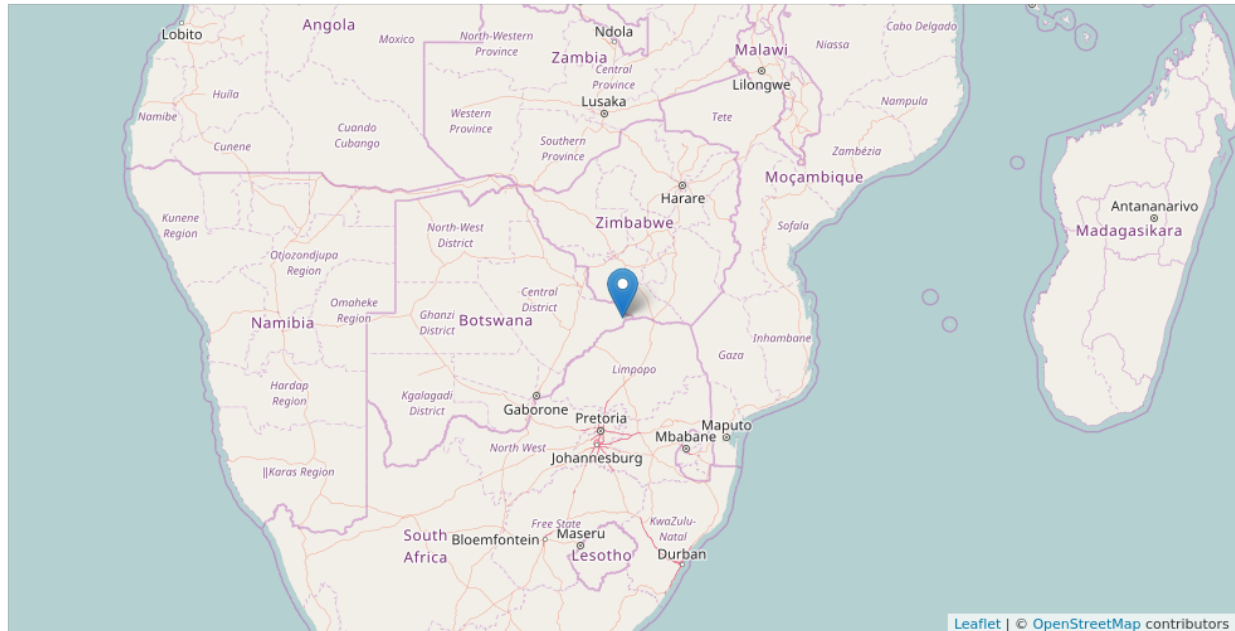 Angola
Lobito
Moxico
North-Western
Province
Ndola
Zambia
Central
Province
Malawi
Niassa
Cabo Delgado
Lilongwe
Huíla
Namibe
Cunene
Cuando
Cubango
Western
Province
Lusaka
Southern
Province
Tete
Nampula
Zambézia
Moçambique
Harare
Zimbabwe
Sofala
Antananarivo
Madagasikara
Kunene
Region
Otjozondjupa
Region
North-West
District
Omaheke
Region
Ghanzi
District
Central
District
Namibia
Botswana
Inhambane
Gaza
Limpopo
Hardap
Region
Kgalagadi
District
Gaborone
Pretoria
Maputo
Mbabane
North West
Johannesburg
||Karas Region
South
Africa
Free State
Bloemfontein
Maseru
Lesotho
KwaZulu-
Natal
Durban
Leaflet | © OpenStreetMap contributors